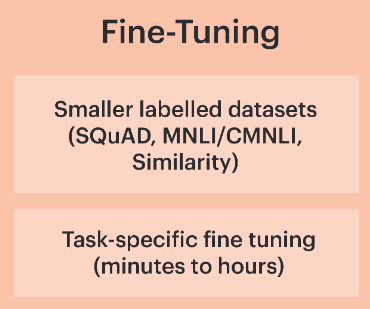 Fine-Tuning
Smaller labelled datasets
(SQuAD, MNLI/CMNLI,
Similarity)
Task-specific fine tuning
(minutes to hours)